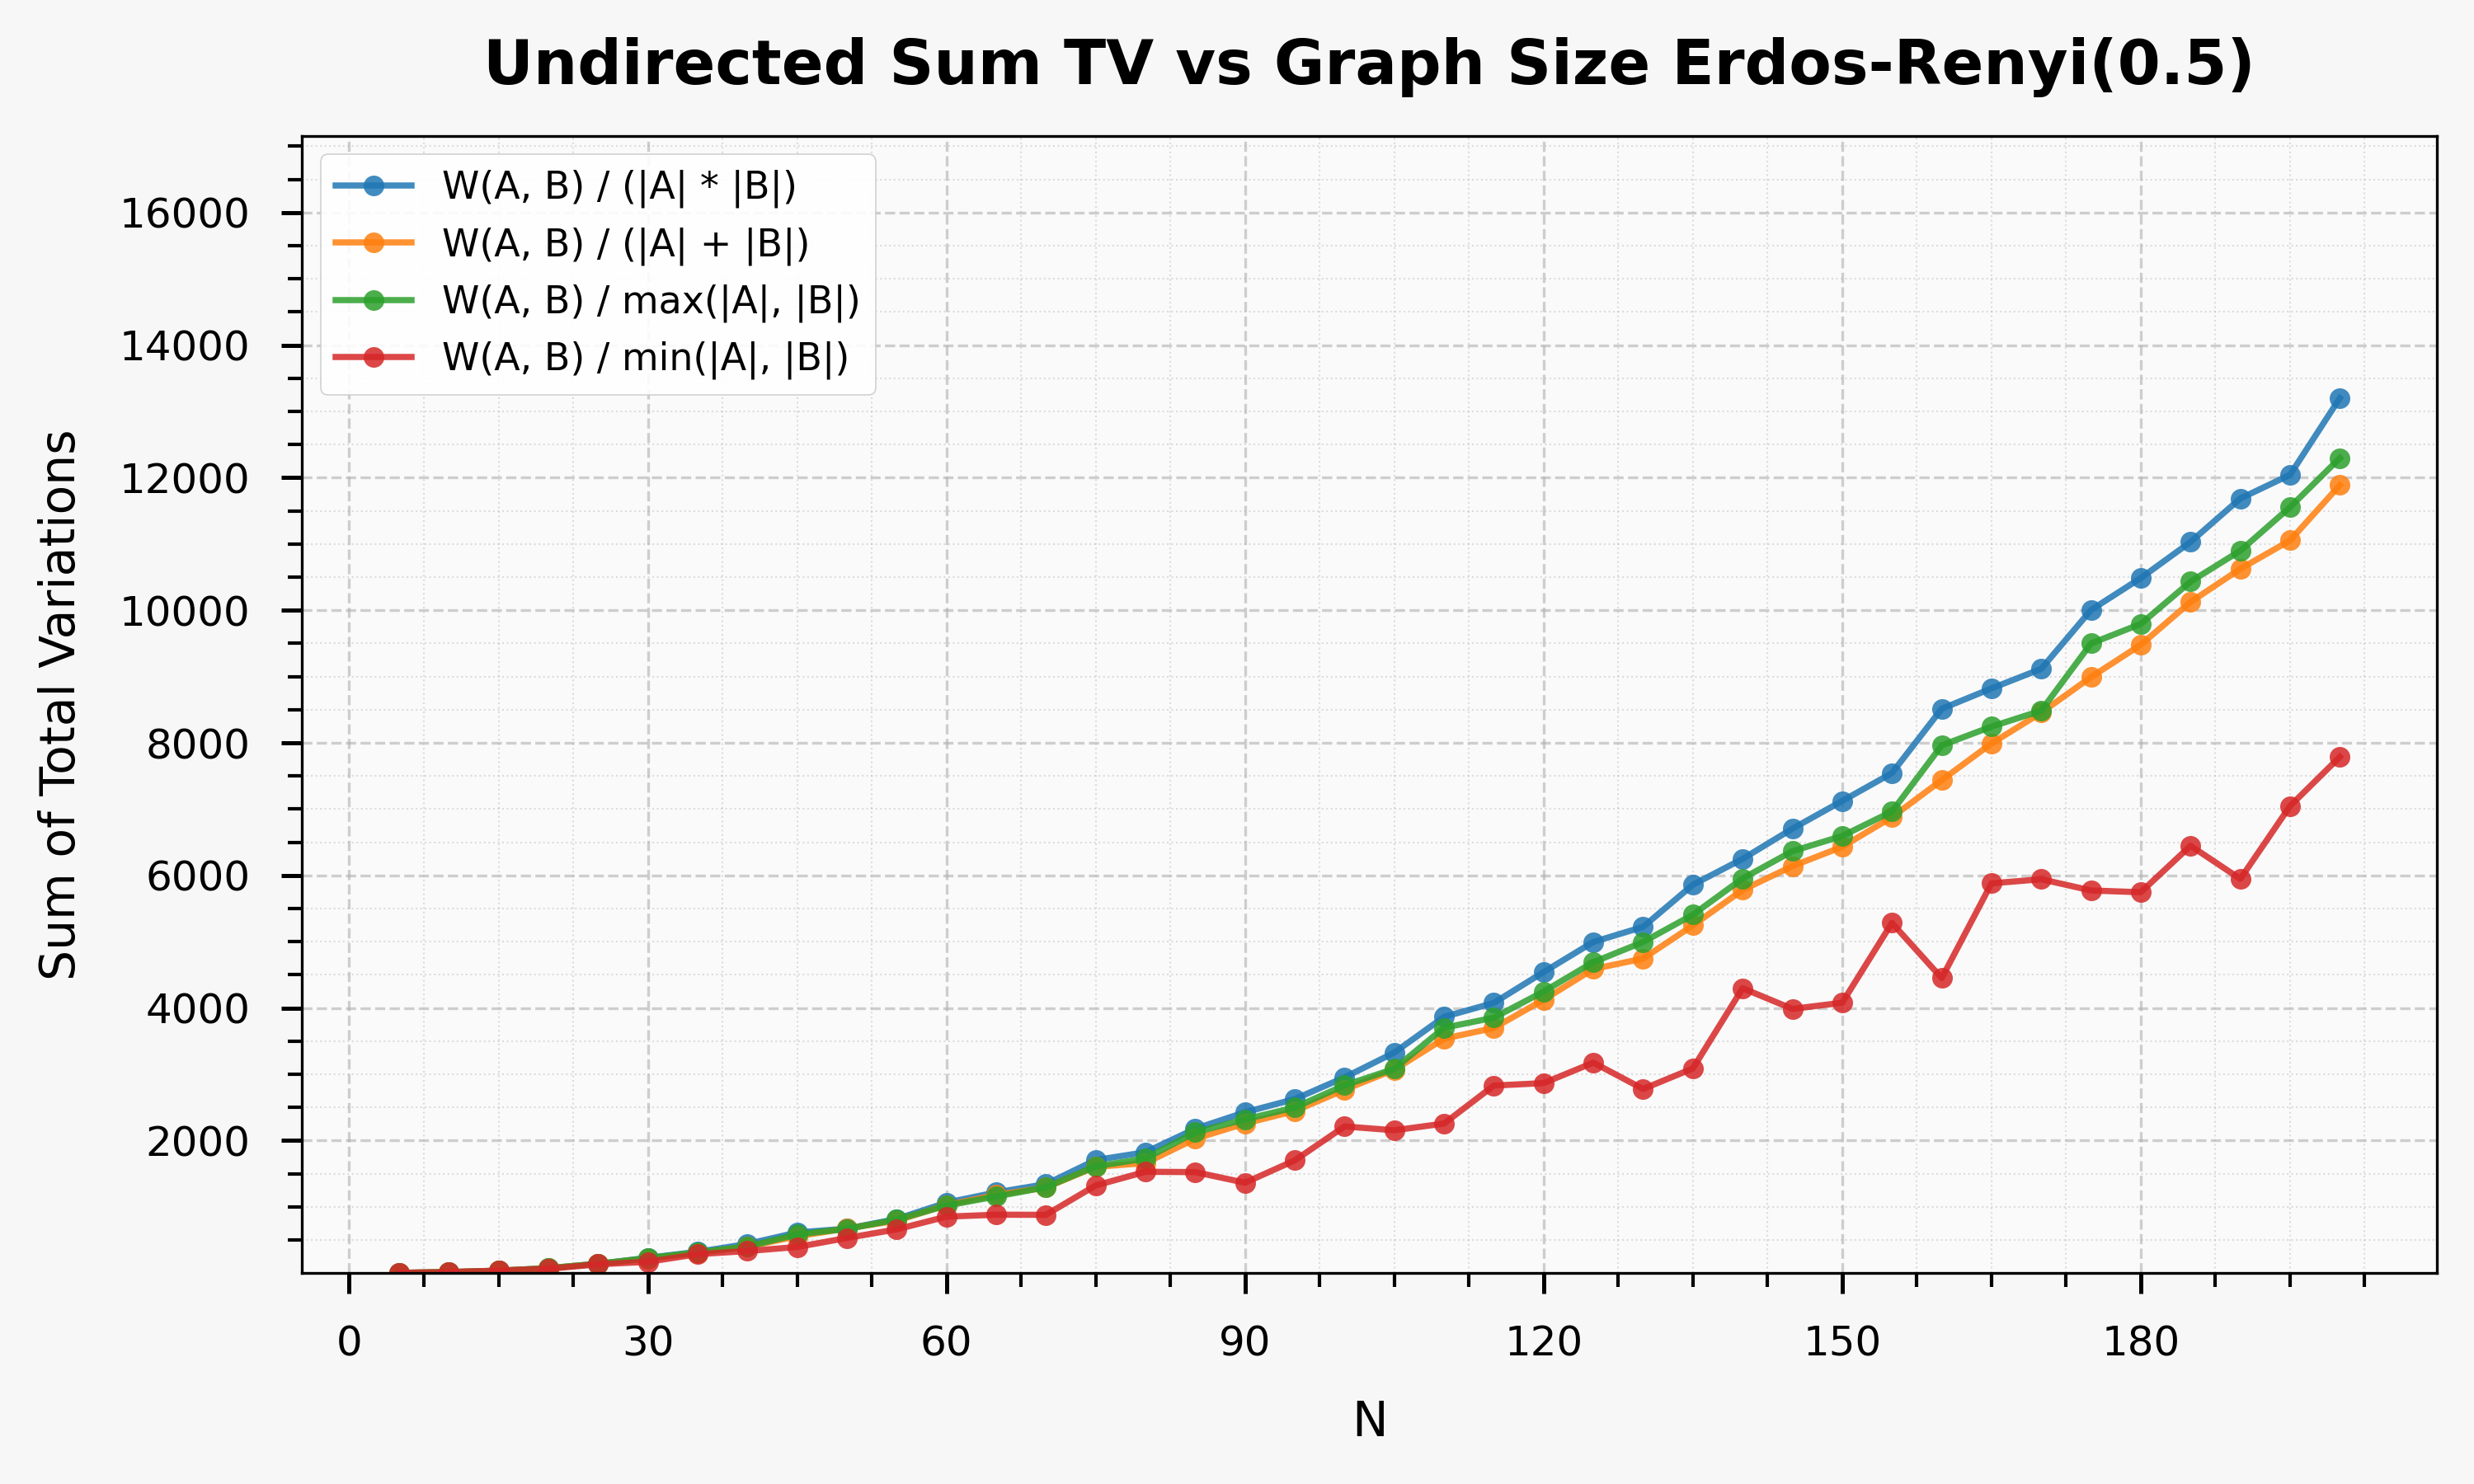 Undirected Sum TV vs Graph Size Erdos-Renyi(0.5)
W(A, B) / (|A| * |B|)
W(A, B) / (|A| + |B|)
W(A, B) / max(|A|, |B|)
W(A, B) / min(|A|, |B|)
Sum of Total Variations
16000
14000
12000
10000
8000
6000
4000
2000
0 30 60 90 120 150 180
N